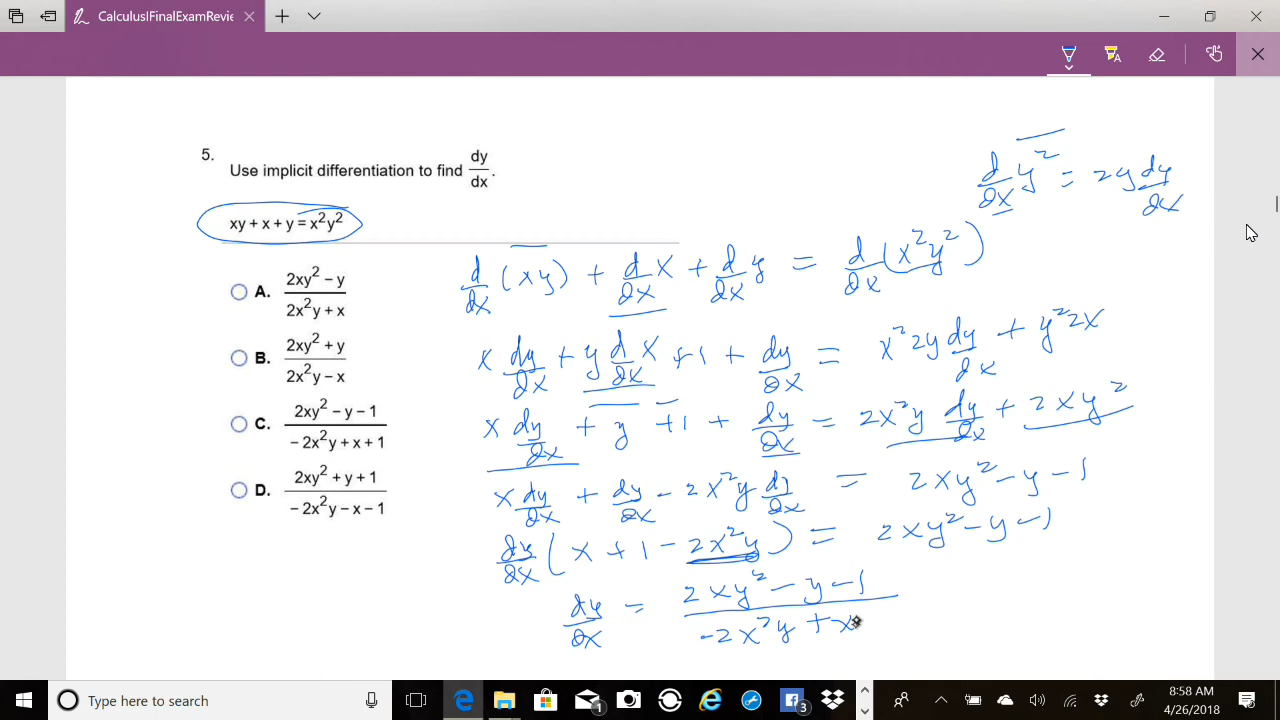 CalculusIFinalExamRevie
d/dx y² = 2y dy/dx
5.
Use implicit differentiation to find dy/dx.
xy + x + y = x²y²
d/dx (xy) + d/dx x + d/dx y = d/dx (x²y²)
A. (2xy² − y)/(2x²y + x)
x dy/dx + y d/dx x + 1 + dy/dx = x² 2y dy/dx + y² 2x
B. (2xy² + y)/(2x²y − x)
x dy/dx + y + 1 + dy/dx = 2x²y dy/dx + 2xy²
C. (2xy² − y − 1)/(− 2x²y + x + 1)
x dy/dx + dy/dx − 2x²y dy/dx = 2xy² − y − 1
D. (2xy² + y + 1)/(− 2x²y − x − 1)
dy/dx (x + 1 − 2x²y) = 2xy² − y − 1
dy/dx = (2xy² − y − 1)/(−2x²y + x
Type here to search
1
3
8:58 AM
4/26/2018